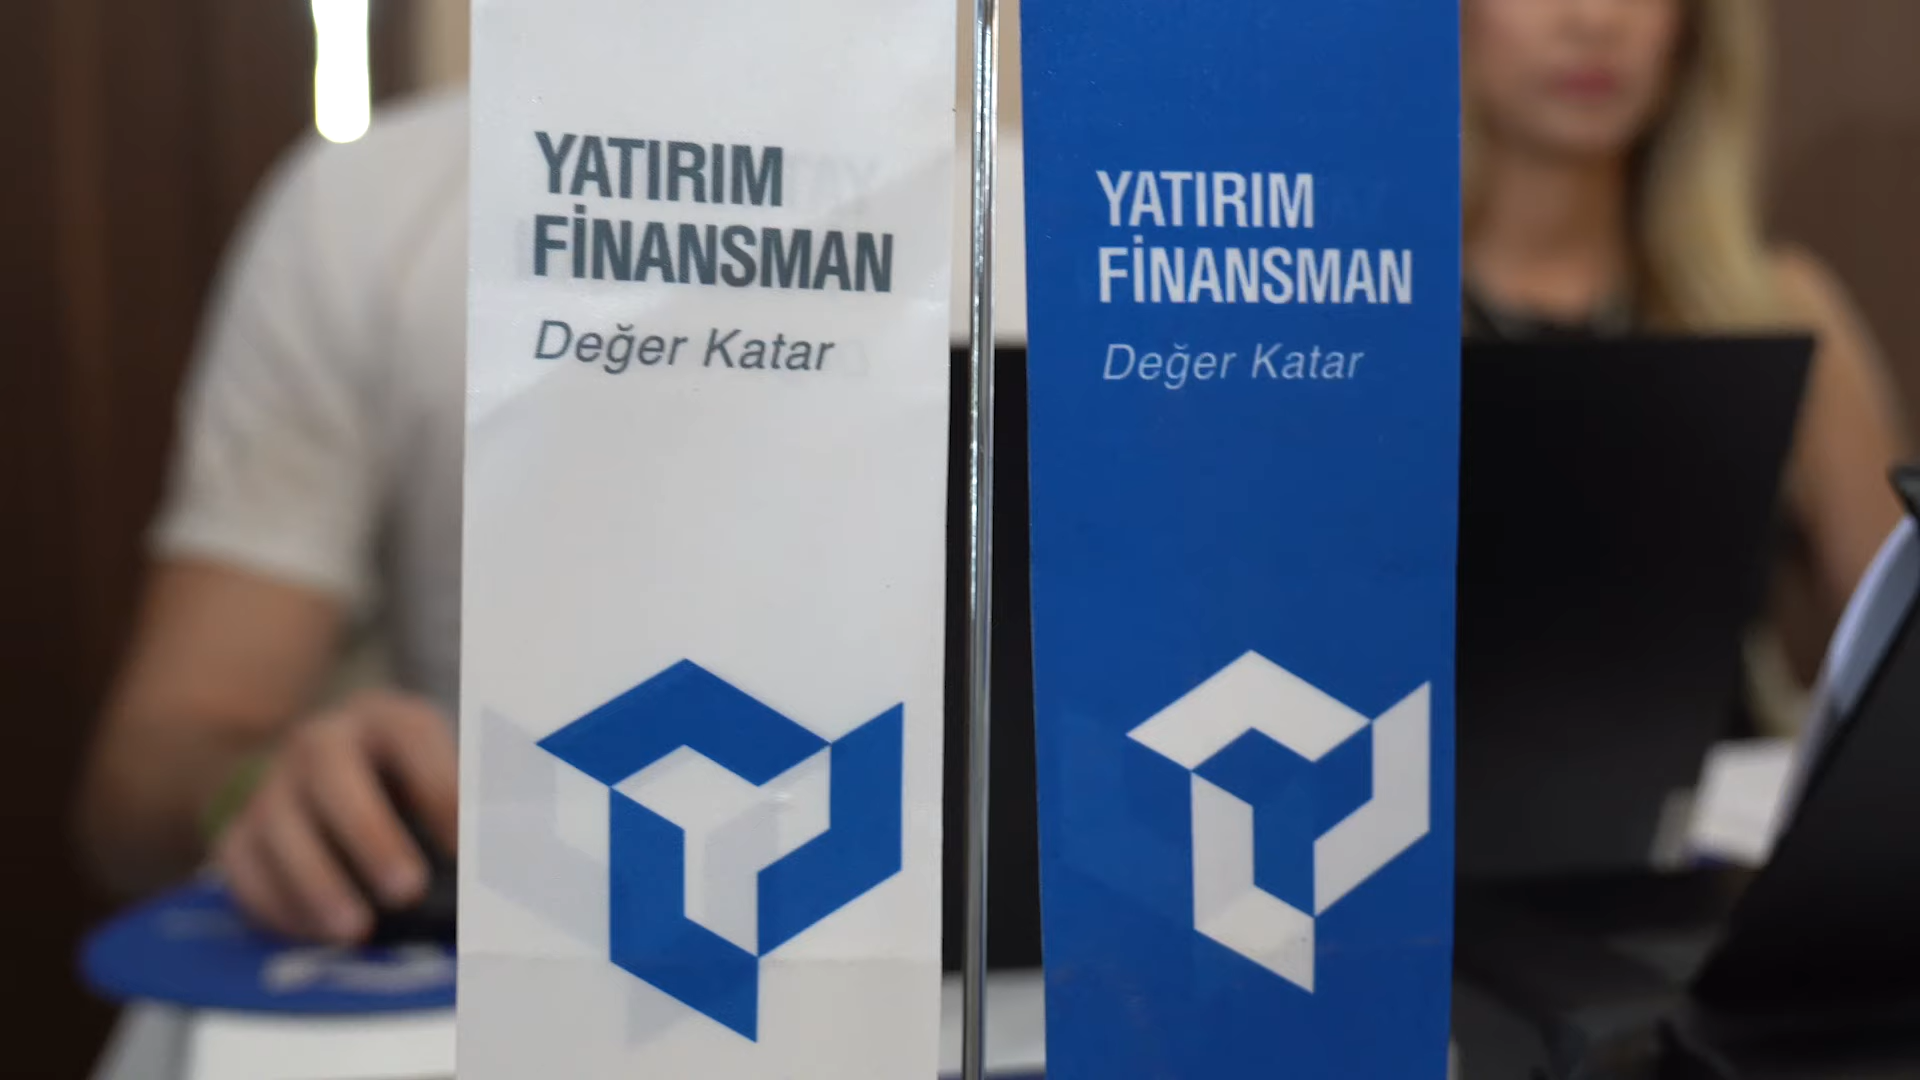 YATIRIM
FİNANSMAN
Değer Katar
YATIRIM
FİNANSMAN
Değer Katar